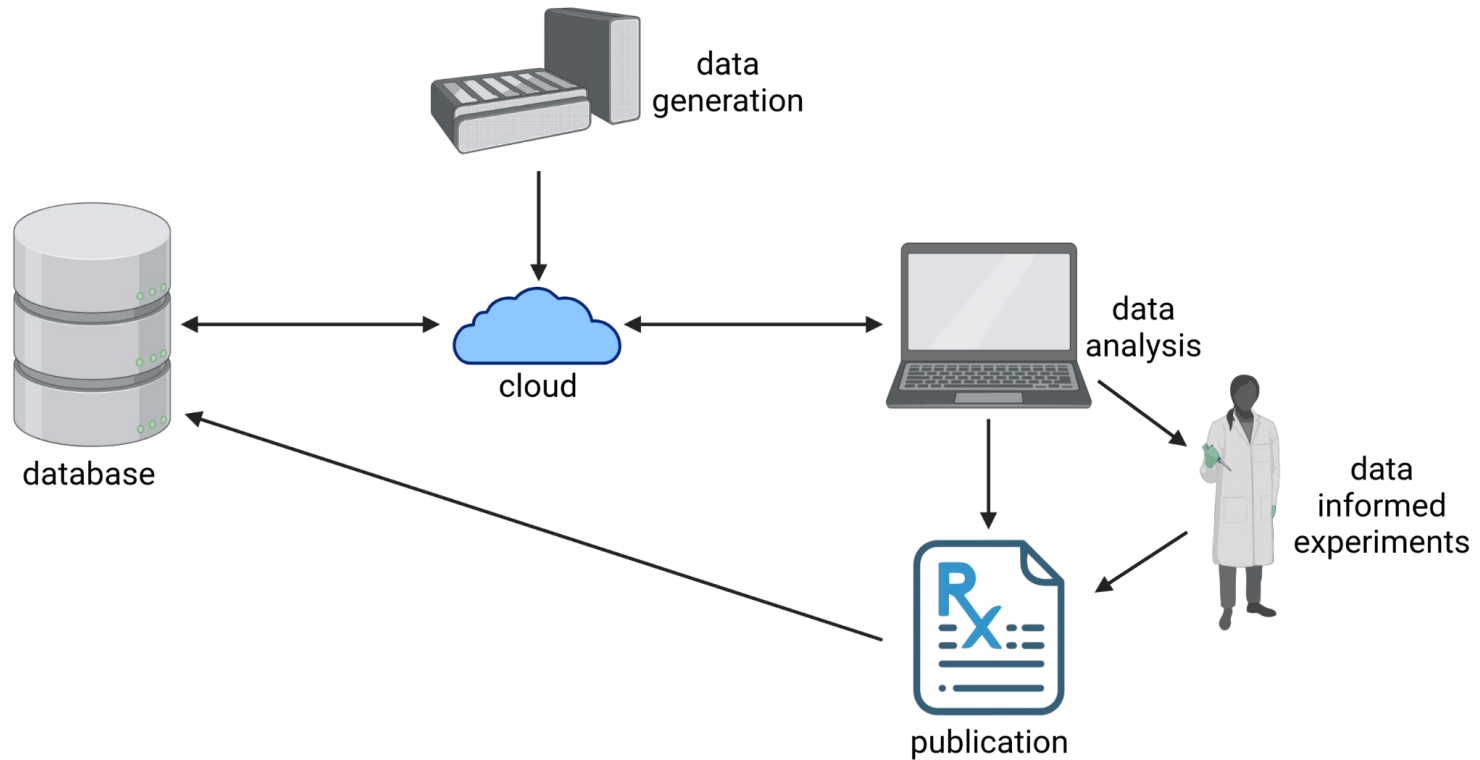 data
generation
cloud
database
data
analysis
data
informed
experiments
Rx
publication